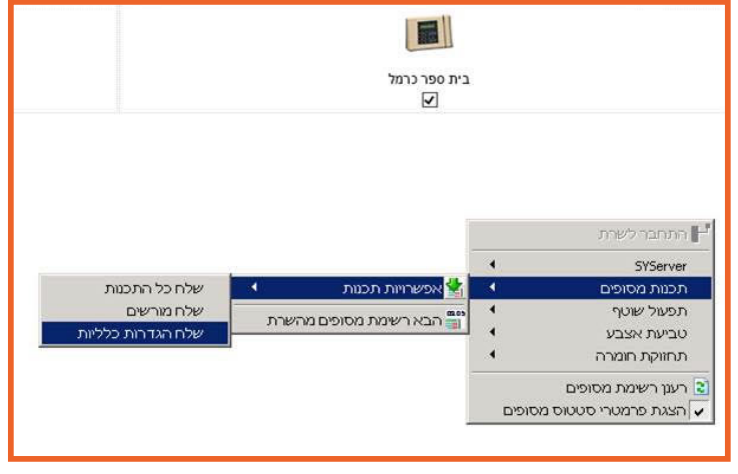 בית ספר כרמל
התחבר לשרת
SYServer
תכנות מסופים
תפעול שוטף
טביעת אצבע
תחזוקת חומרה
רענן רשימת מסופים
הצגת פרמטרי סטטוס מסופים
אפשרויות תכנות
הבא רשימת מסופים מהשרת
שלח כל התכנות
שלח מורשים
שלח הגדרות כלליות